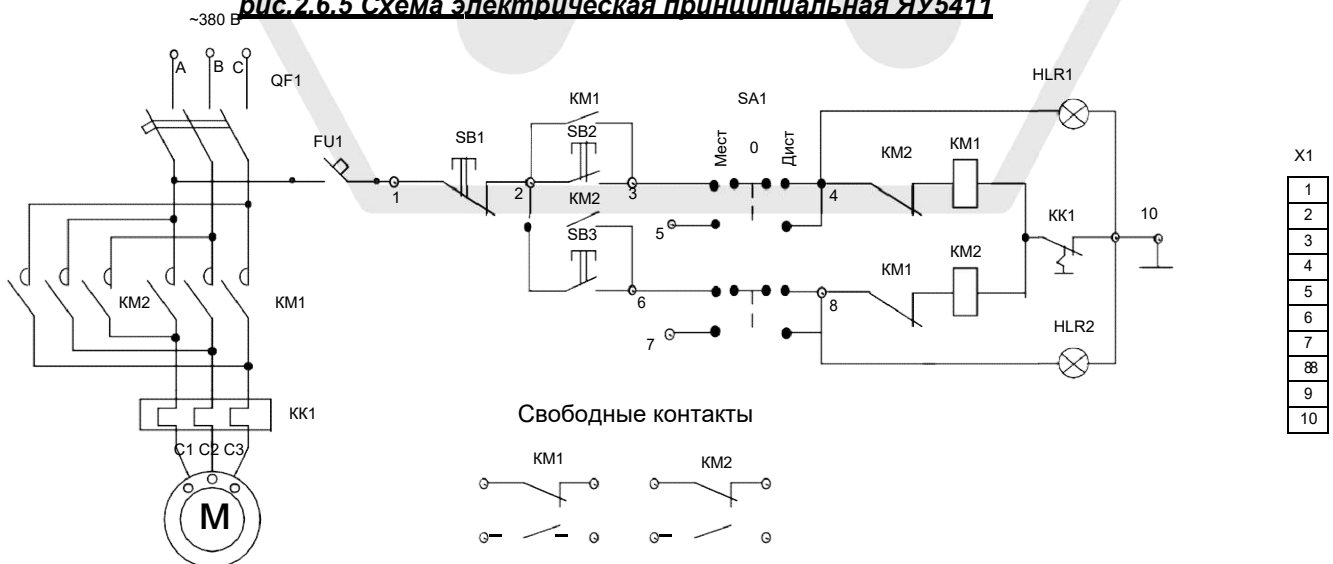 рис.2.6.5 Схема электрическая принципиальная ЯУ5411
~380 В
A
B
C
QF1
FU1
SB1
KM1
SB2
KM2
SB3
1
2
3
5
6
7
SA1
Мест
0
Дист
4
8
HLR1
KM2
KM1
KM1
KM2
KK1
10
HLR2
KM2
KM1
KK1
C1 C2 C3
M
Свободные контакты
KM1
KM2
X1
1
2
3
4
5
6
7
88
9
10